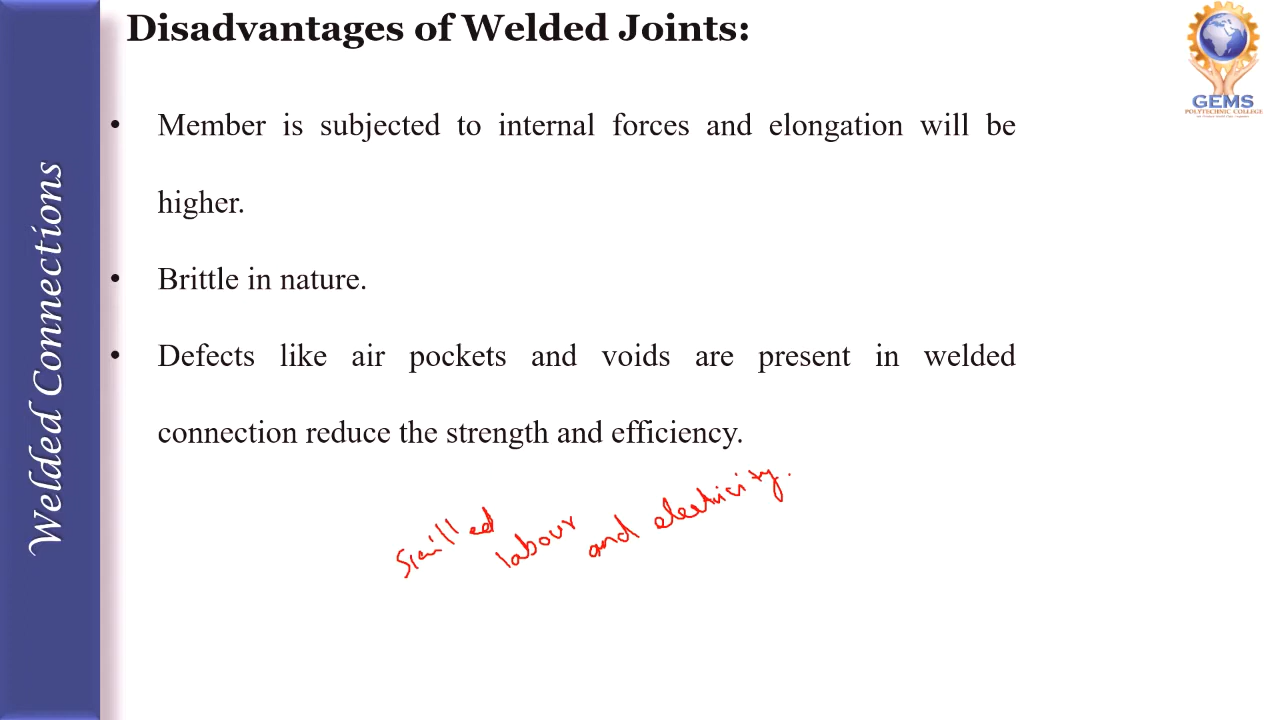 Disadvantages of Welded Joints:
GEMS
POLYTECHNIC COLLEGE
Welded Connections
• Member is subjected to internal forces and elongation will be
higher.
• Brittle in nature.
• Defects like air pockets and voids are present in welded
connection reduce the strength and efficiency.
Skilled labour and electricity.